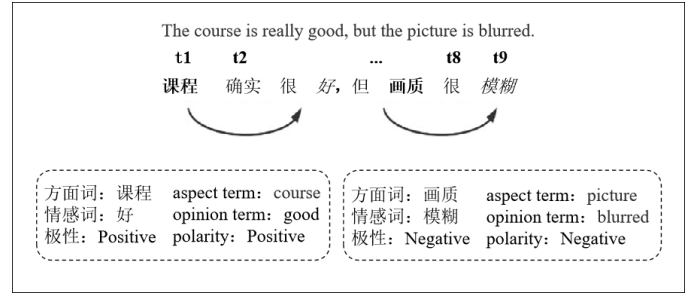 The course is really good, but the picture is blurred.
t1 t2 ... t8 t9
课程 确实 很 好，但 画质 很 模糊
方面词：课程 aspect term：course
情感词：好 opinion term：good
极性：Positive polarity：Positive
方面词：画质 aspect term：picture
情感词：模糊 opinion term：blurred
极性：Negative polarity：Negative